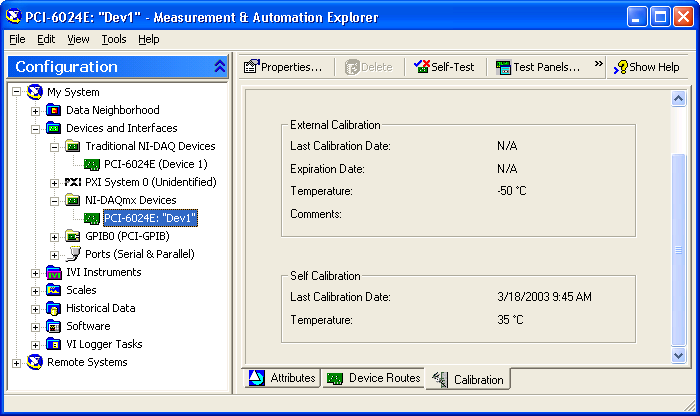 PCI-6024E: "Dev1" - Measurement & Automation Explorer
File Edit View Tools Help
Configuration
My System
Data Neighborhood
Devices and Interfaces
Traditional NI-DAQ Devices
PCI-6024E (Device 1)
PXI PXI System 0 (Unidentified)
NI-DAQmx Devices
PCI-6024E: "Dev1"
GPIB0 (PCI-GPIB)
Ports (Serial & Parallel)
IVI Instruments
Scales
Historical Data
Software
VI Logger Tasks
Remote Systems
Properties... Delete Self-Test Test Panels... » Show Help
External Calibration
Last Calibration Date: N/A
Expiration Date: N/A
Temperature: -50 °C
Comments:
Self Calibration
Last Calibration Date: 3/18/2003 9:45 AM
Temperature: 35 °C
Attributes Device Routes Calibration